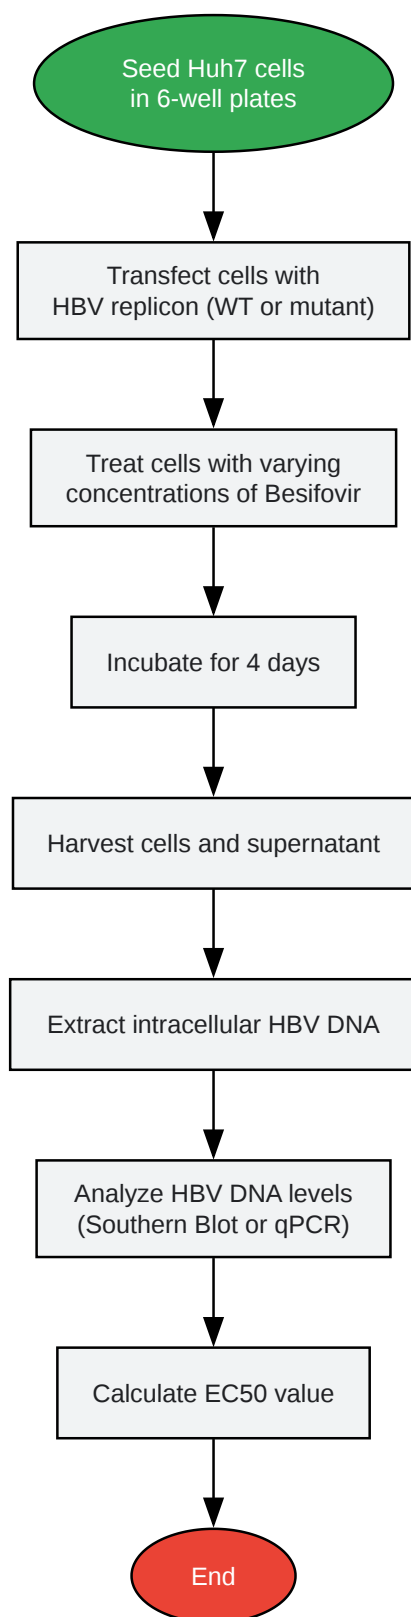 Seed Huh7 cells
in 6-well plates
Transfect cells with
HBV replicon (WT or mutant)
Treat cells with varying
concentrations of Besifovir
Incubate for 4 days
Harvest cells and supernatant
Extract intracellular HBV DNA
Analyze HBV DNA levels
(Southern Blot or qPCR)
Calculate EC50 value
End